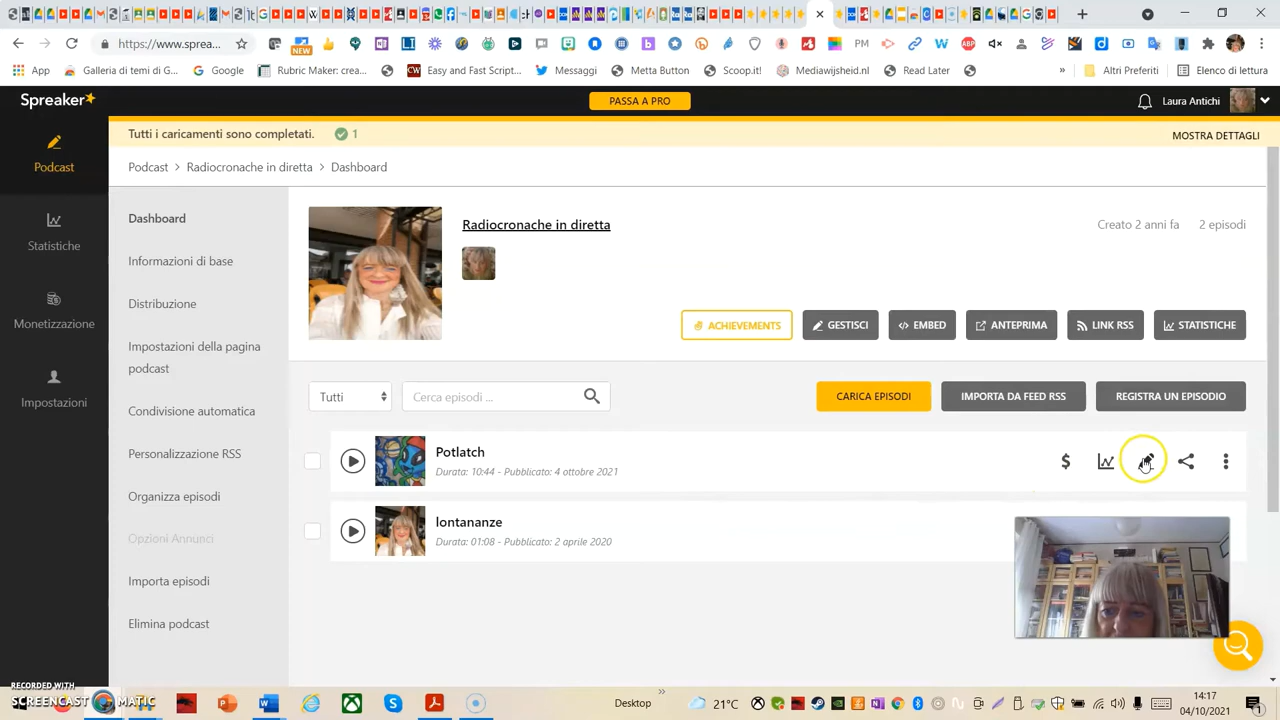 https://www.sprea...
NEW
PM
ABP
App
Galleria di temi di G...
Google
Rubric Maker: crea...
Easy and Fast Script...
Messaggi
Metta Button
Scoop.it!
Mediawijsheid.nl
Read Later
»
Altri Preferiti
Elenco di lettura
Spreaker
PASSA A PRO
Laura Antichi
Tutti i caricamenti sono completati. 1
MOSTRA DETTAGLI
Podcast
Statistiche
Monetizzazione
Impostazioni
Podcast > Radiocronache in diretta > Dashboard
Dashboard
Informazioni di base
Distribuzione
Impostazioni della pagina
podcast
Condivisione automatica
Personalizzazione RSS
Organizza episodi
Opzioni Annunci
Importa episodi
Elimina podcast
Radiocronache in diretta
Creato 2 anni fa 2 episodi
ACHIEVEMENTS
GESTISCI
</> EMBED
ANTEPRIMA
LINK RSS
STATISTICHE
Tutti
Cerca episodi ...
CARICA EPISODI
IMPORTA DA FEED RSS
REGISTRA UN EPISODIO
Potlatch
Durata: 10:44 - Pubblicato: 4 ottobre 2021
$
lontananze
Durata: 01:08 - Pubblicato: 2 aprile 2020
RECORDED WITH
SCREENCAST MATIC
Desktop
»
21°C
14:17
04/10/2021